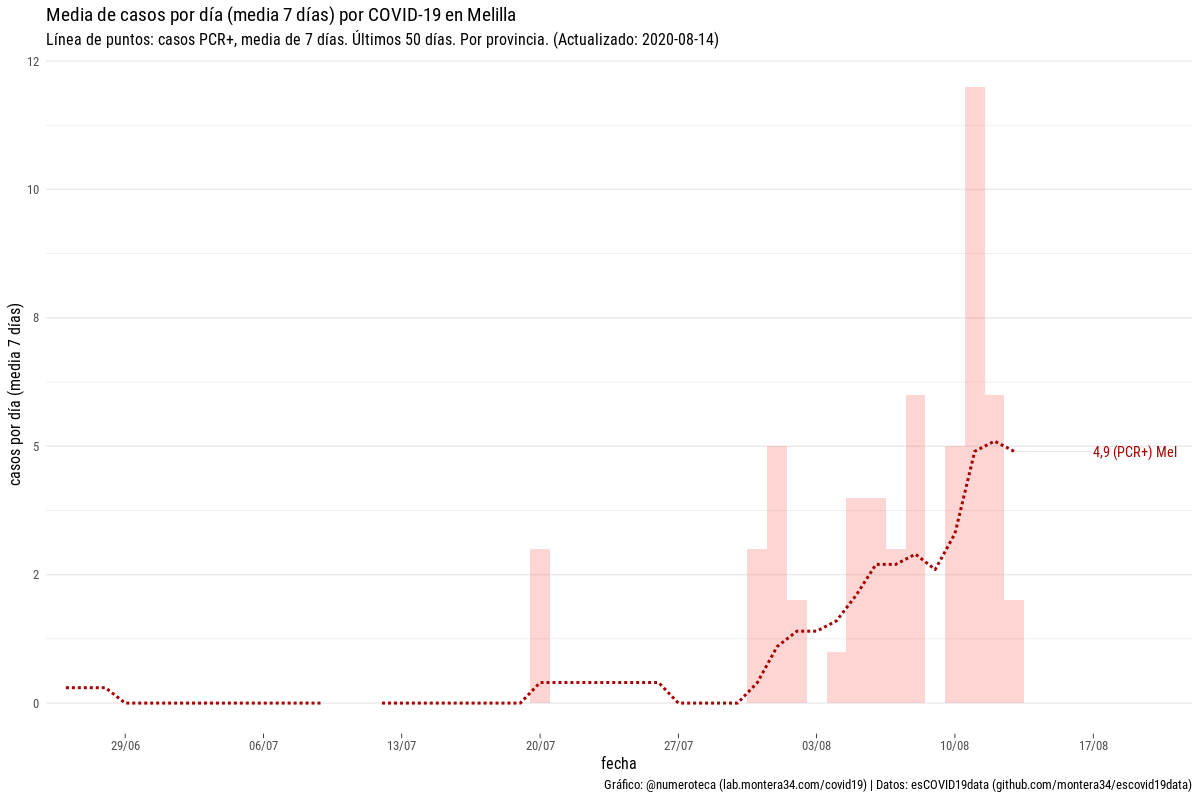 Media de casos por día (media 7 días) por COVID-19 en Melilla
Línea de puntos: casos PCR+, media de 7 días. Últimos 50 días. Por provincia. (Actualizado: 2020-08-14)
12
10
8
5
2
0
casos por día (media 7 días)
4,9 (PCR+) Mel
29/06
06/07
13/07
20/07
27/07
03/08
10/08
17/08
fecha
Gráfico: @numeroteca (lab.montera34.com/covid19) | Datos: esCOVID19data (github.com/montera34/escovid19data)